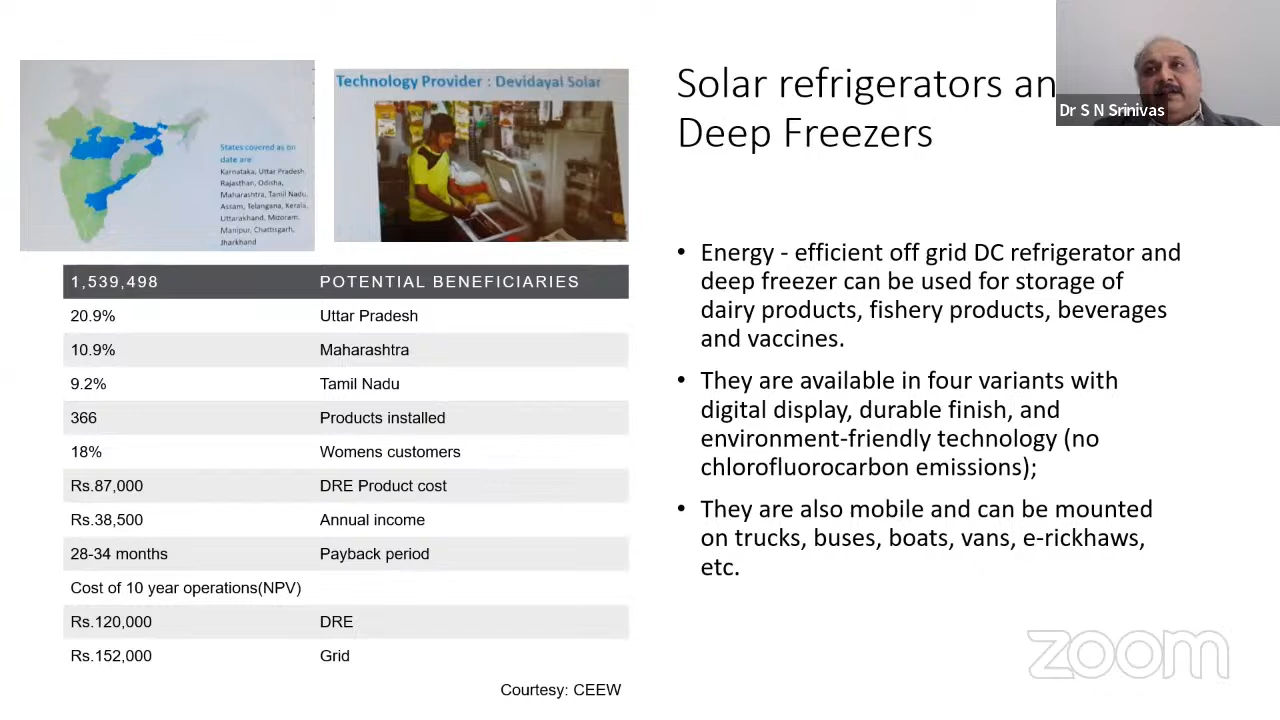 Solar refrigerators an
Deep Freezers
Dr S N Srinivas
States covered as on
date are
Karnataka, Uttar Pradesh,
Rajasthan, Odisha,
Maharashtra, Tamil Nadu,
Assam, Telangana, Kerala,
Uttarakhand, Mizoram,
Manipur, Chattisgarh,
Jharkhand
Technology Provider : Devidayal Solar
1,539,498 POTENTIAL BENEFICIARIES
20.9% Uttar Pradesh
10.9% Maharashtra
9.2% Tamil Nadu
366 Products installed
18% Womens customers
Rs.87,000 DRE Product cost
Rs.38,500 Annual income
28-34 months Payback period
Cost of 10 year operations(NPV)
Rs.120,000 DRE
Rs.152,000 Grid
Courtesy: CEEW
• Energy - efficient off grid DC refrigerator and
deep freezer can be used for storage of
dairy products, fishery products, beverages
and vaccines.
• They are available in four variants with
digital display, durable finish, and
environment-friendly technology (no
chlorofluorocarbon emissions);
• They are also mobile and can be mounted
on trucks, buses, boats, vans, e-rickhaws,
etc.
zoom